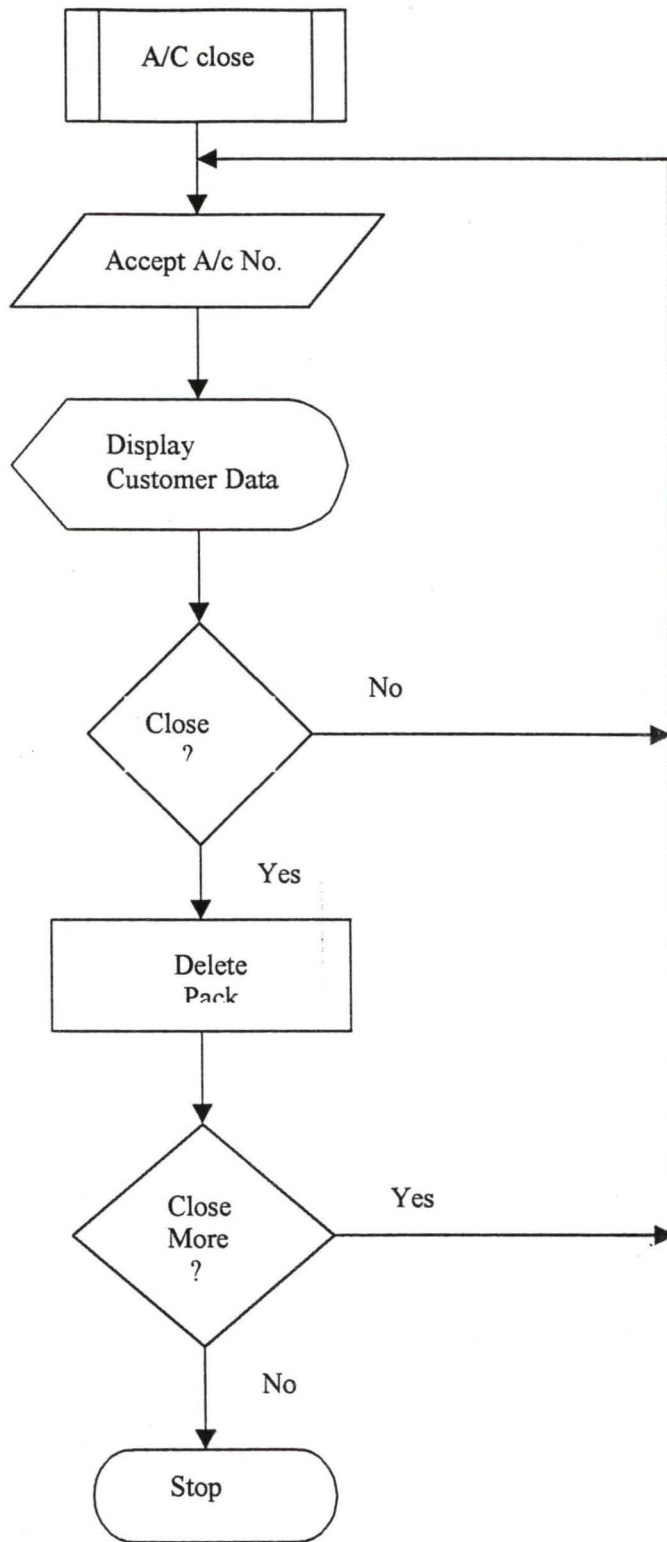 A/C close
Accept A/c No.
Display
Customer Data
Close
?
No
Yes
Delete
Pack
Close
More
?
Yes
No
Stop